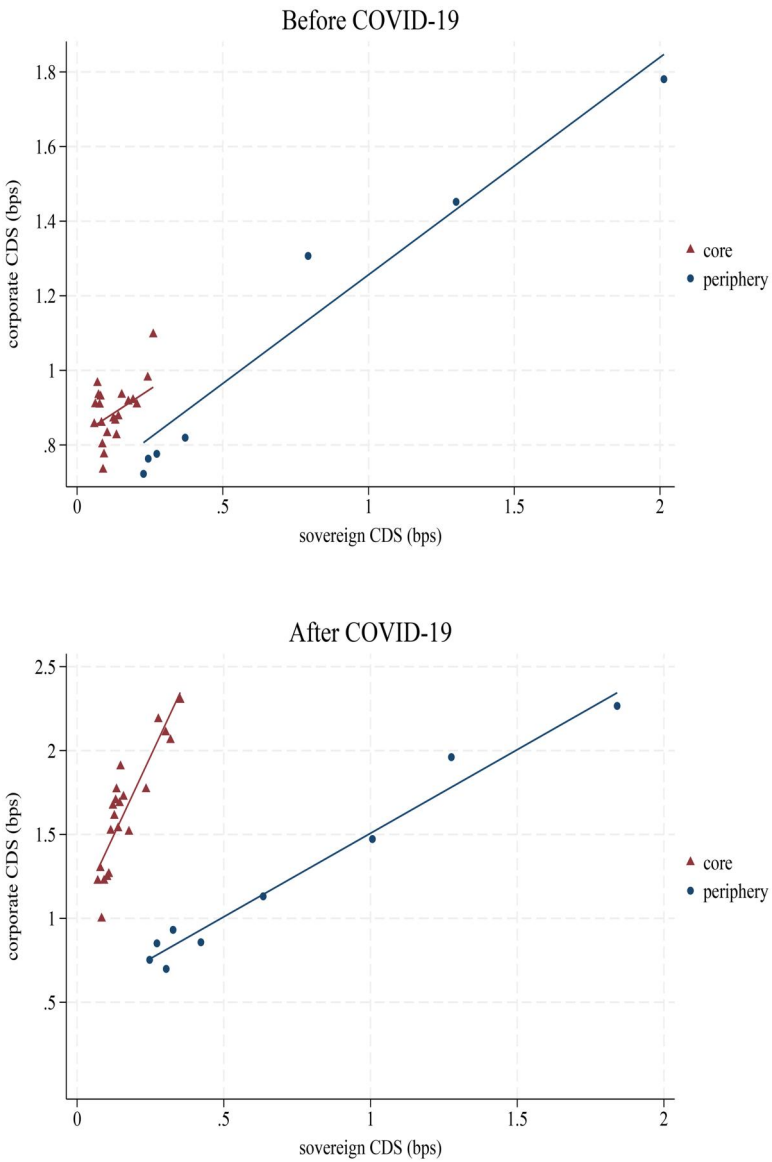 Before COVID-19
corporate CDS (bps)
1.8
1.6
1.4
1.2
1
.8
0 .5 1 1.5 2
sovereign CDS (bps)
core
periphery
After COVID-19
corporate CDS (bps)
2.5
2
1.5
1
.5
0 .5 1 1.5 2
sovereign CDS (bps)
core
periphery